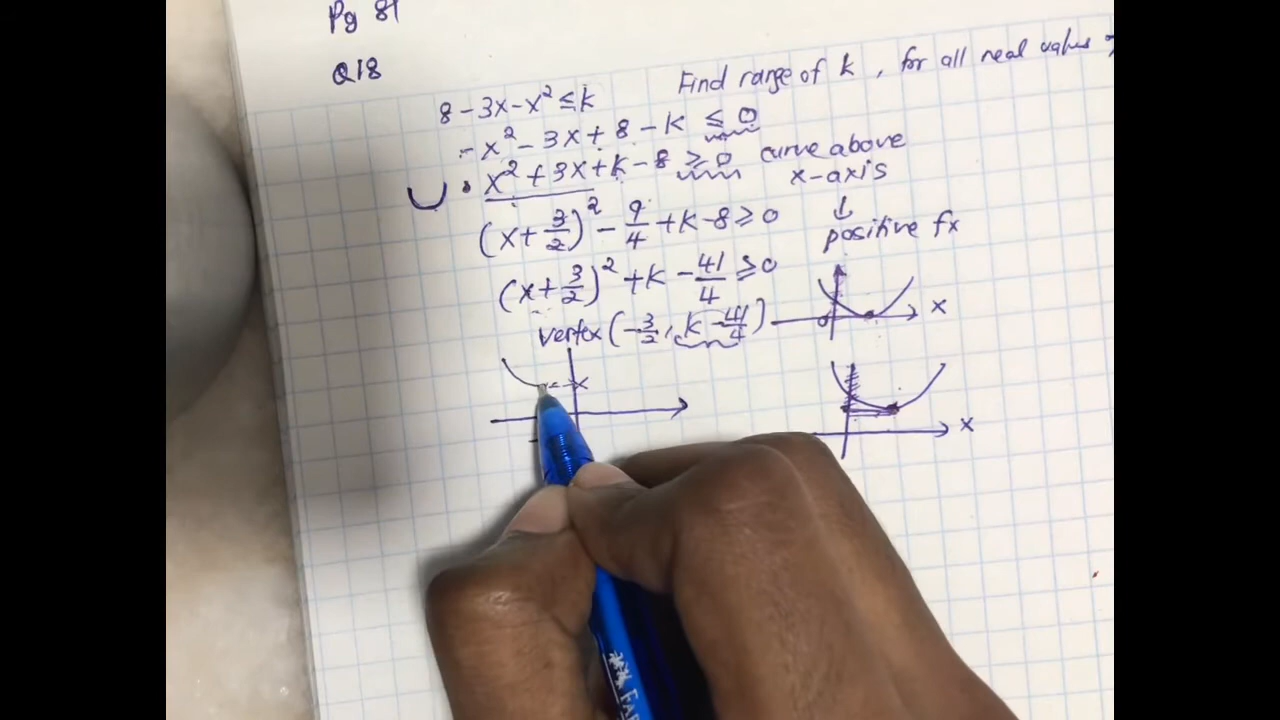 Pg 81
Q18
Find range of k, for all real value
8 - 3x - x² ≤ k
- x² - 3x + 8 - k ≤ 0
x² + 3x + k - 8 ≥ 0 curve above
x-axis
(x + 3/2)² - 9/4 + k - 8 ≥ 0
↓
positive fx
(x + 3/2)² + k - 41/4 ≥ 0
x
vertex (-3/2, k - 41/4)
x
FA